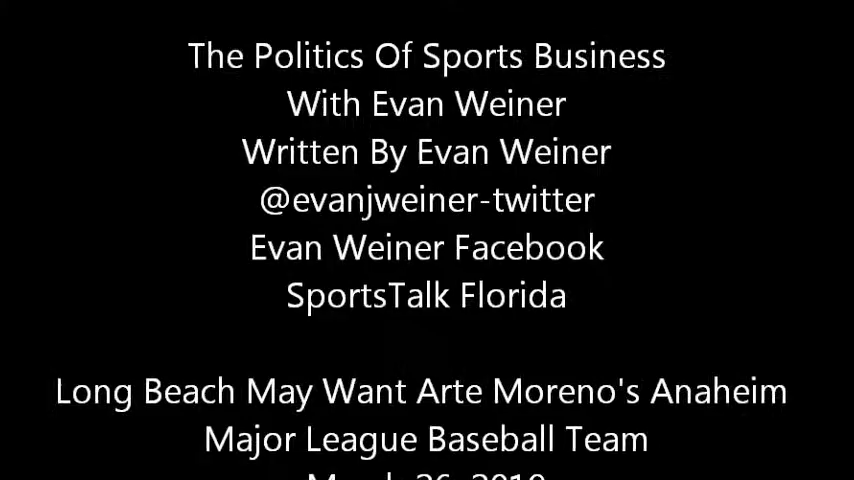 The Politics Of Sports Business
With Evan Weiner
Written By Evan Weiner
@evanjweiner-twitter
Evan Weiner Facebook
SportsTalk Florida
Long Beach May Want Arte Moreno's Anaheim
Major League Baseball Team